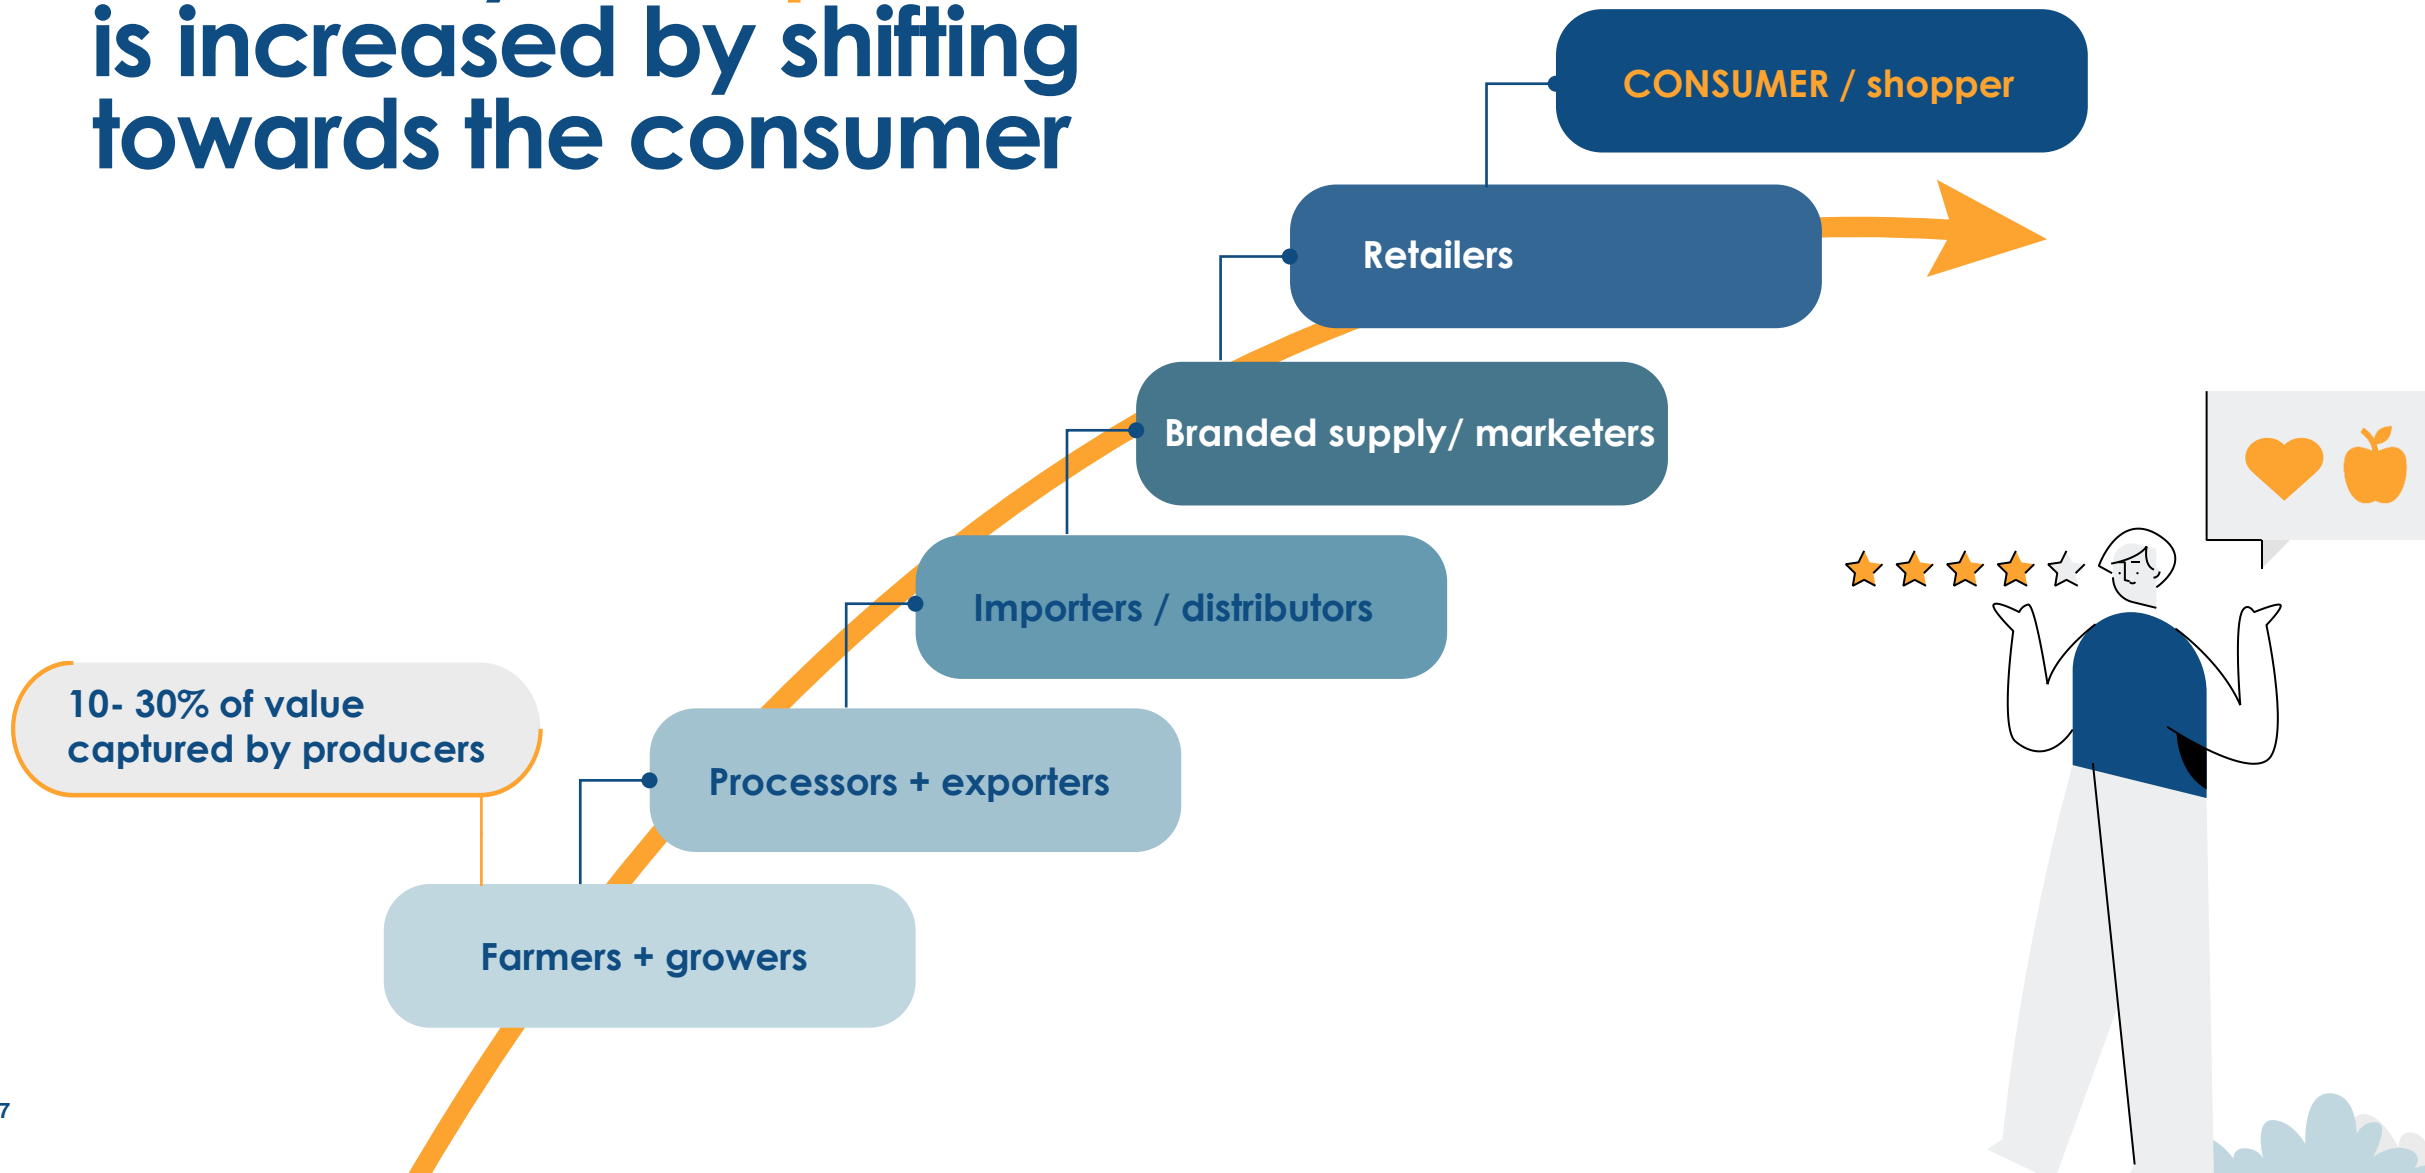 is increased by shifting
towards the consumer
CONSUMER / shopper
Retailers
Branded supply/ marketers
Importers / distributors
10- 30% of value
captured by producers
Processors + exporters
Farmers + growers
7